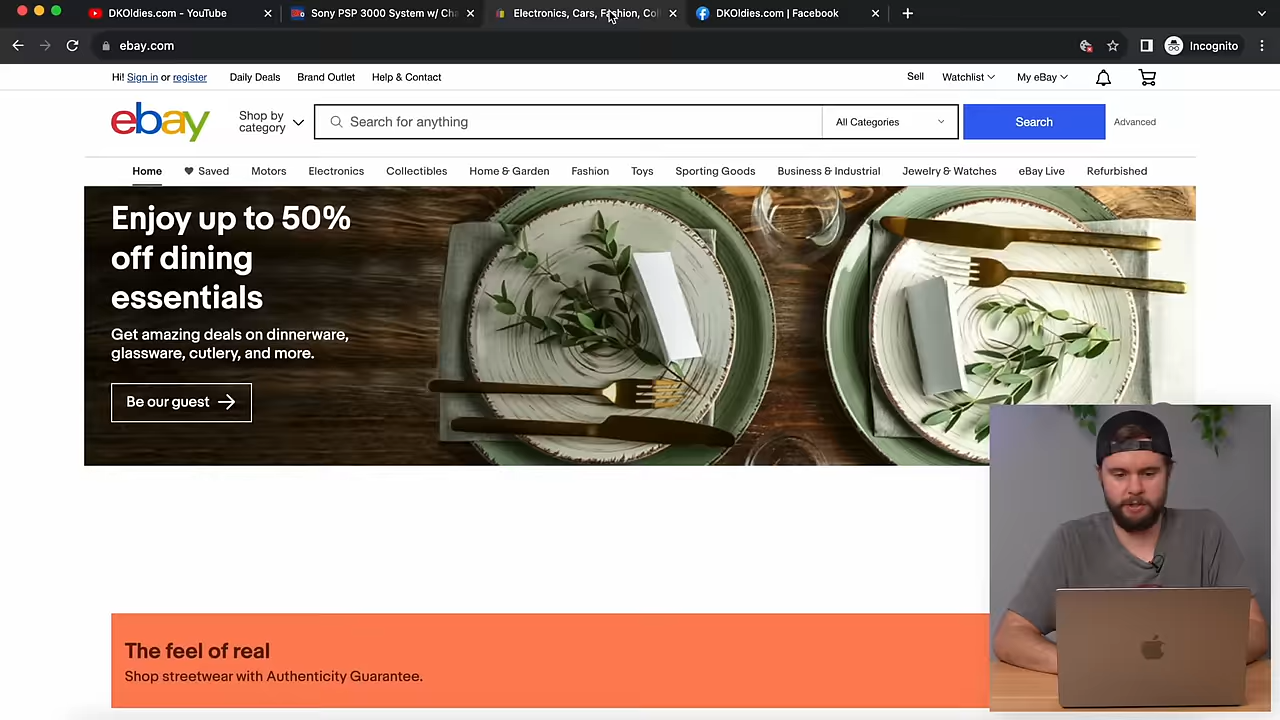 DKOldies.com - YouTube
Sony PSP 3000 System w/ Cha
Electronics, Cars, Fashion, Col
DKOldies.com | Facebook
ebay.com
Incognito
Hi! Sign in or register
Daily Deals
Brand Outlet
Help & Contact
Sell
Watchlist
My eBay
ebay
Shop by
category
Search for anything
All Categories
Search
Advanced
Home
Saved
Motors
Electronics
Collectibles
Home & Garden
Fashion
Toys
Sporting Goods
Business & Industrial
Jewelry & Watches
eBay Live
Refurbished
Enjoy up to 50%
off dining
essentials
Get amazing deals on dinnerware,
glassware, cutlery, and more.
Be our guest
The feel of real
Shop streetwear with Authenticity Guarantee.